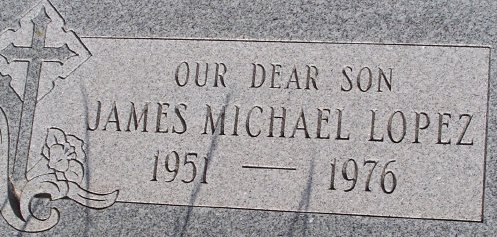 OUR DEAR SON
JAMES MICHAEL LOPEZ
1951 — 1976